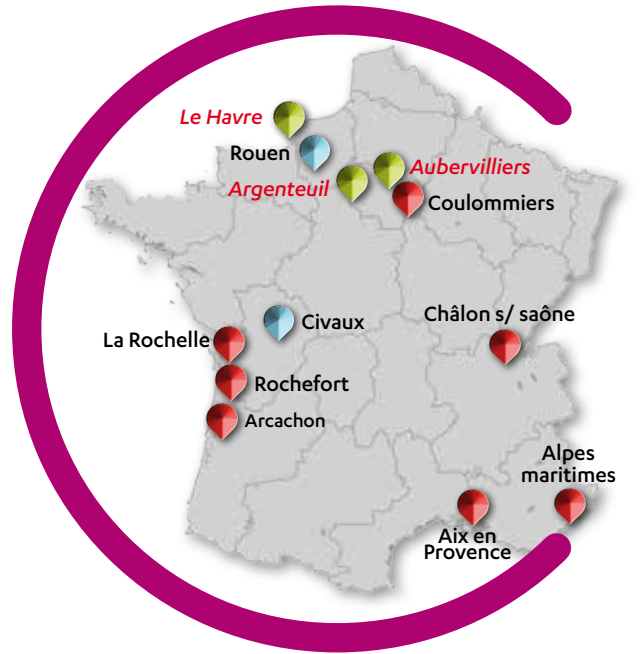 Le Havre
Rouen
Argenteuil
Aubervilliers
Coulommiers
Civaux
Châlon s/ saône
La Rochelle
Rochefort
Arcachon
Alpes
maritimes
Aix en
Provence